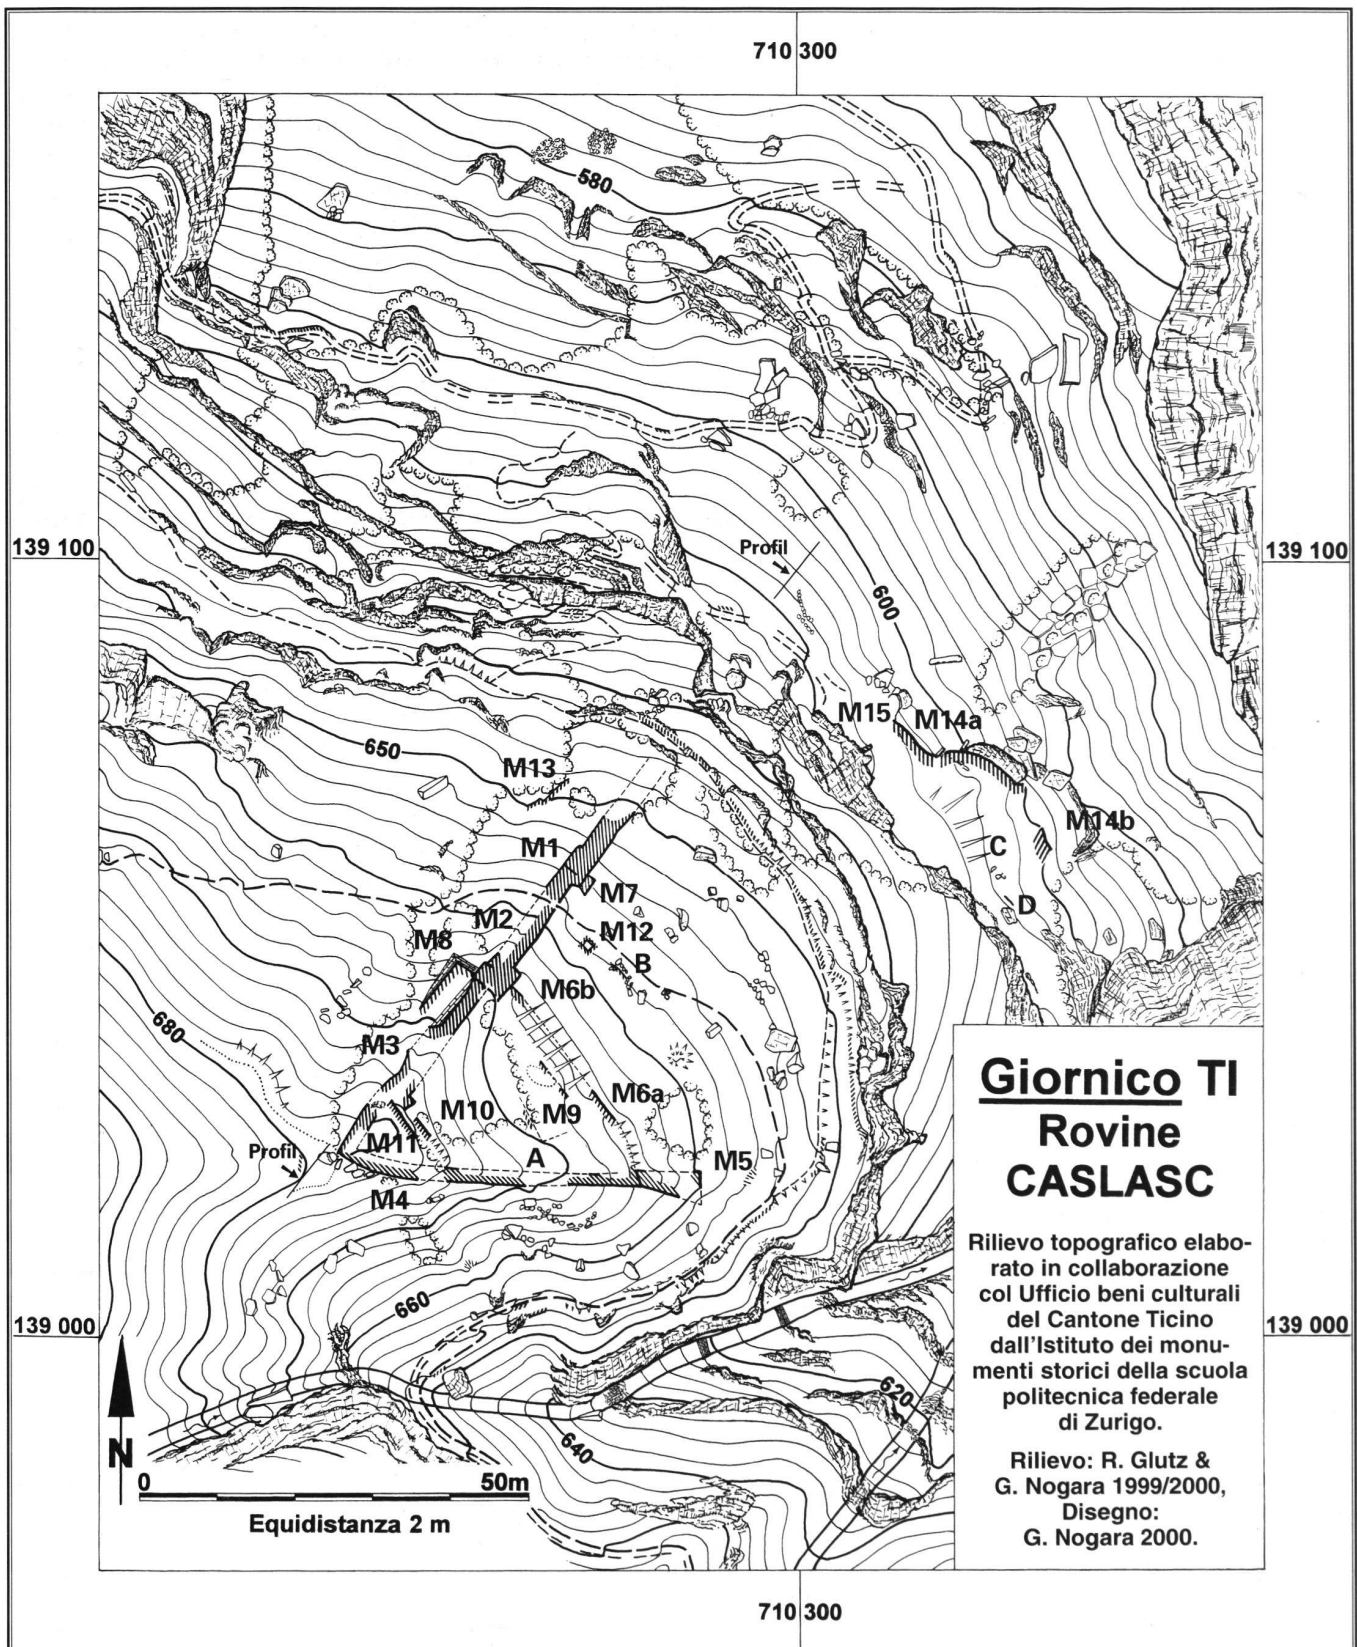 710 300
580
139 100
139 100
Profil
600
M15
M14a
650
M13
M14b
M1
C
M7
D
M2
M12
M8
B
M6b
680
M3
M6a
M10
M9
M11
Profil
A
M5
M4
660
139 000
139 000
620
N
640
0
50m
Equidistanza 2 m
Giornico TI
Rovine
CASLASC
Rilievo topografico elabo-
rato in collaborazione
col Ufficio beni culturali
del Cantone Ticino
dall'Istituto dei monu-
menti storici della scuola
politecnica federale
di Zurigo.
Rilievo: R. Glutz &
G. Nogara 1999/2000,
Disegno:
G. Nogara 2000.
710 300